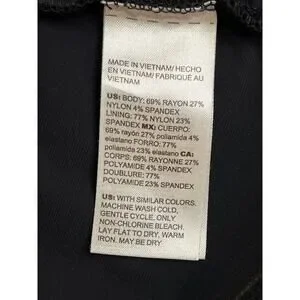 MADE IN VIETNAM/ HECHO
EN VIETNAM/ FABRIQUÉ AU
VIETNAM
US: BODY: 69% RAYON 27%
NYLON 4% SPANDEX
LINING: 77% NYLON 23%
SPANDEX MX: CUERPO:
69% rayón 27% poliamida 4%
elastano FORRO: 77%
poliamida 23% elastano CA:
CORPS: 69% RAYONNE 27%
POLYAMIDE 4% SPANDEX
DOUBLURE: 77%
POLYAMIDE 23% SPANDEX
US: WITH SIMILAR COLORS.
MACHINE WASH COLD,
GENTLE CYCLE. ONLY
NON-CHLORINE BLEACH.
LAY FLAT TO DRY. WARM
IRON. MAY BE DRY